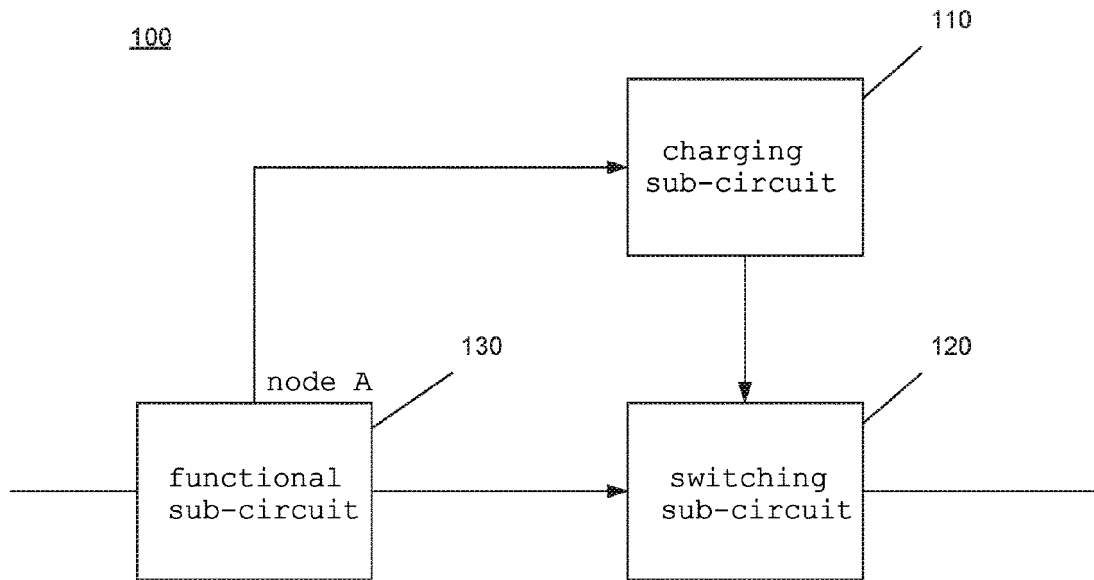 100
110
charging
sub-circuit
130
120
node A
functional
sub-circuit
switching
sub-circuit